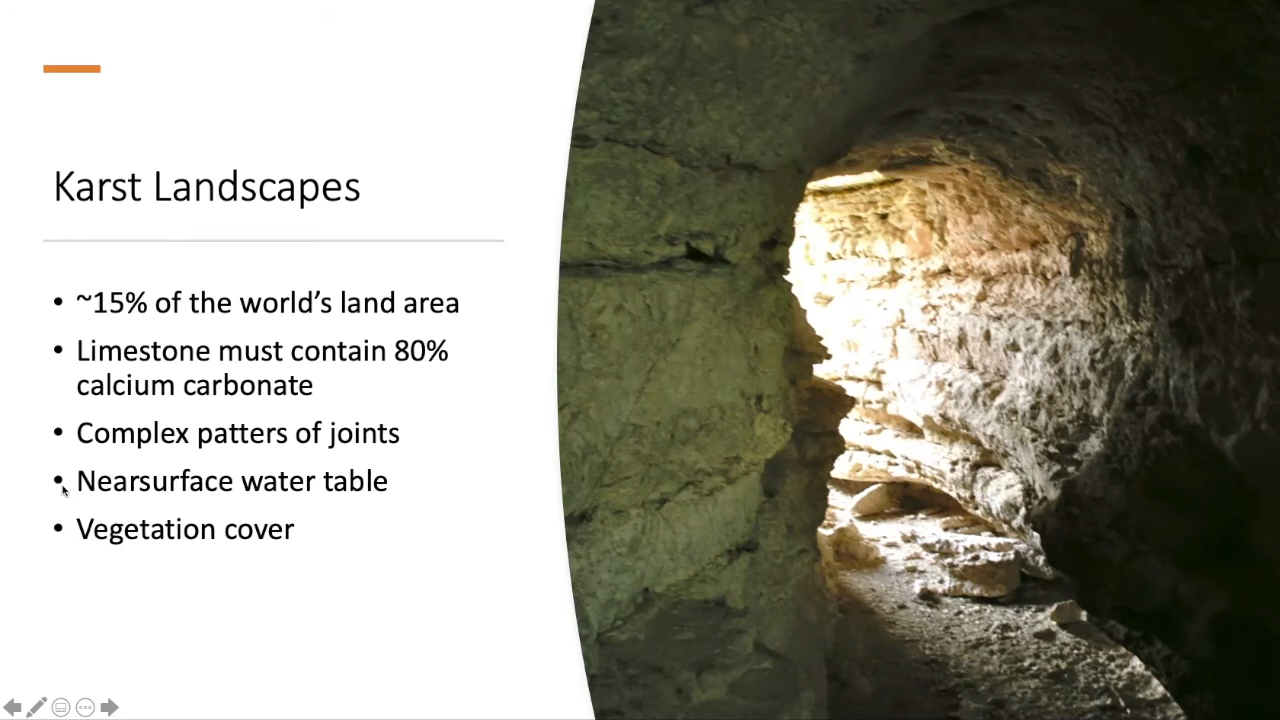 Karst Landscapes
• ~15% of the world’s land area
• Limestone must contain 80%
calcium carbonate
• Complex patters of joints
• Nearsurface water table
• Vegetation cover